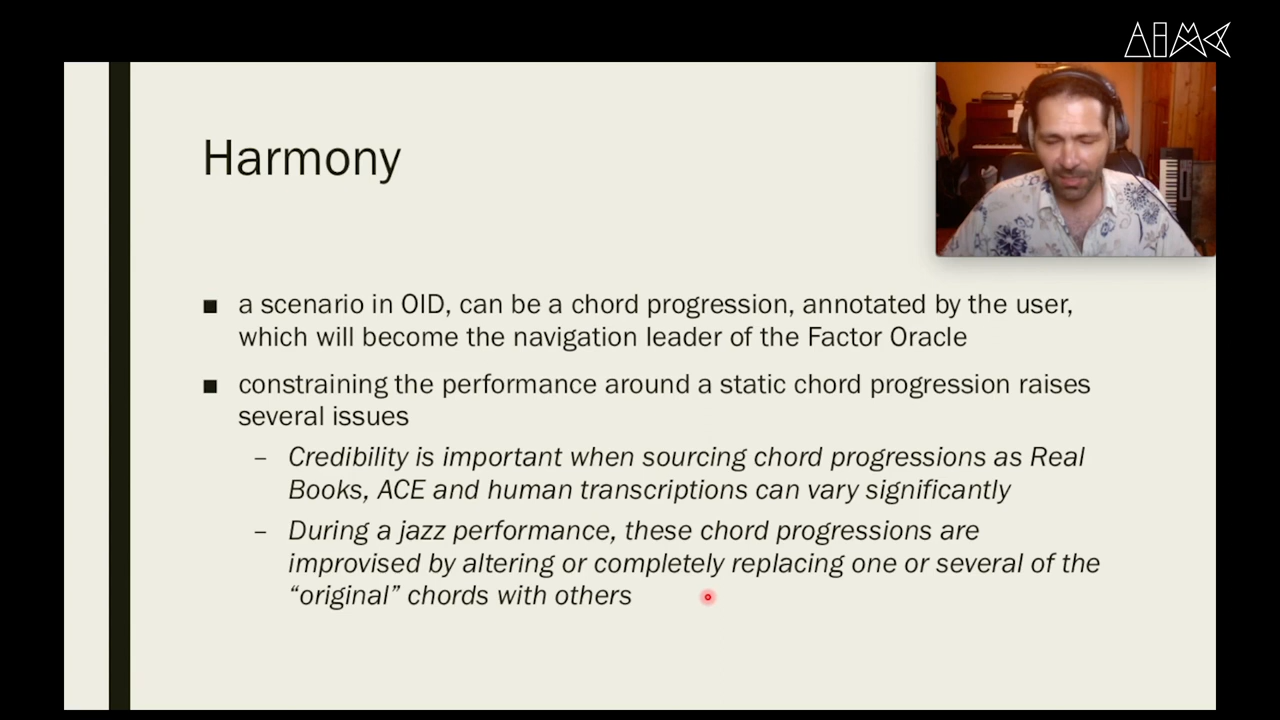 AIMC
Harmony
■ a scenario in OID, can be a chord progression, annotated by the user,
which will become the navigation leader of the Factor Oracle
■ constraining the performance around a static chord progression raises
several issues
– Credibility is important when sourcing chord progressions as Real
Books, ACE and human transcriptions can vary significantly
– During a jazz performance, these chord progressions are
improvised by altering or completely replacing one or several of the
“original” chords with others